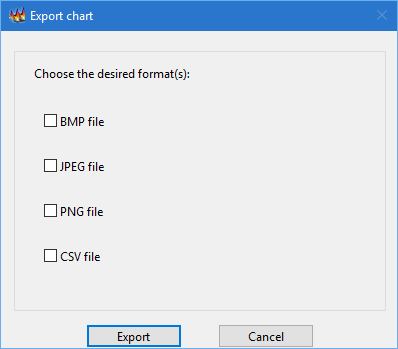 Export chart
Choose the desired format(s):
BMP file
JPEG file
PNG file
CSV file
Export
Cancel